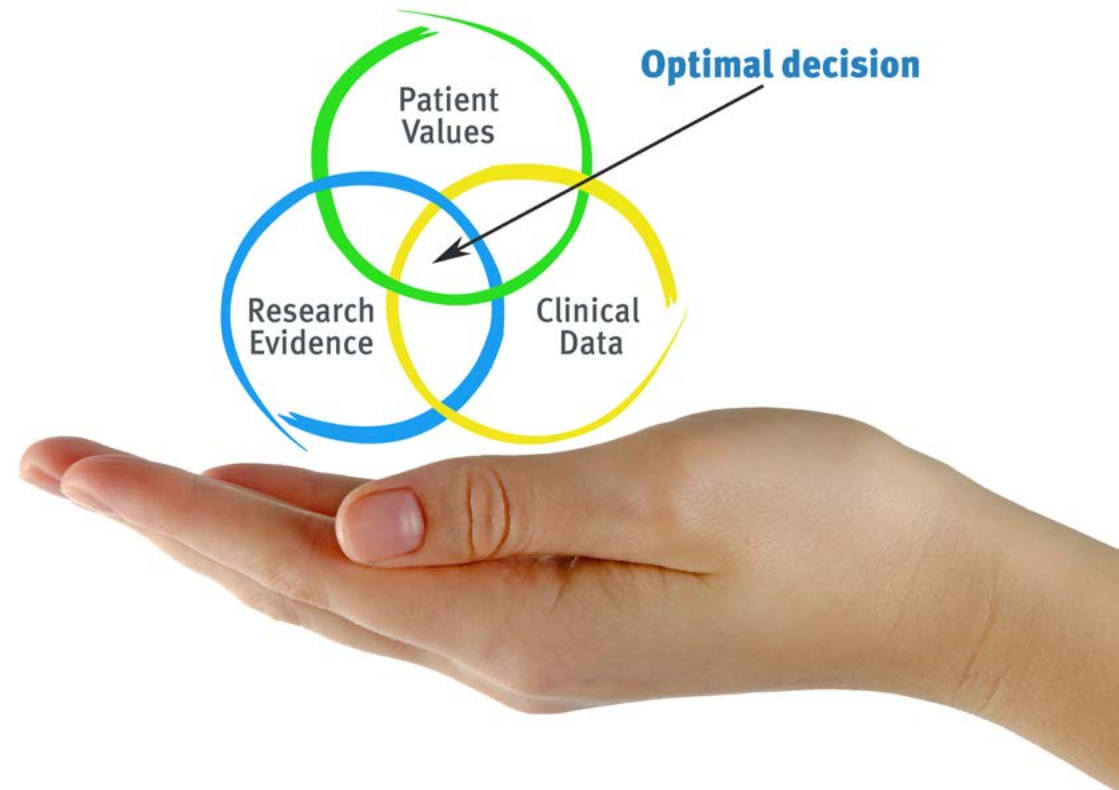 Optimal decision
Patient
Values
Research
Evidence
Clinical
Data